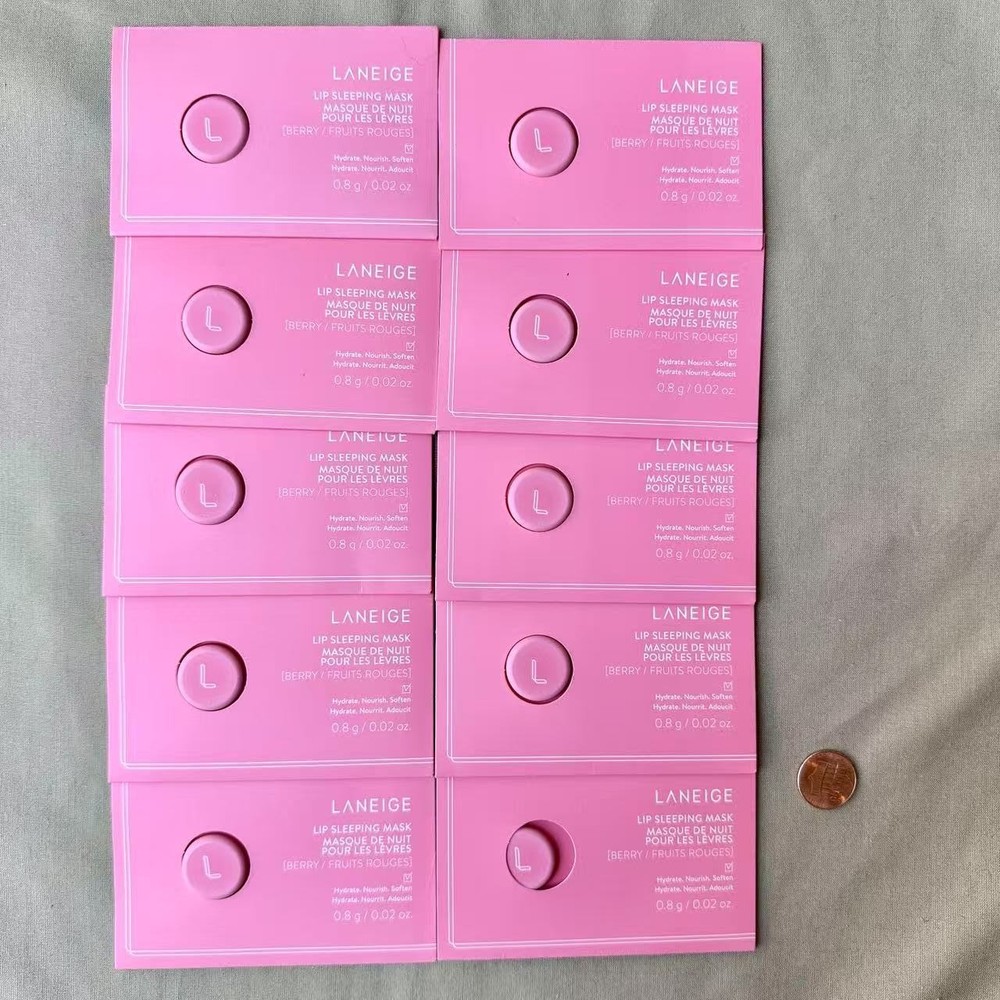 LANEIGE
LIP SLEEPING MASK
MASQUE DE NUIT
POUR LES LÈVRES
[BERRY / FRUITS ROUGES]
Hydrate. Nourish. Soften
Hydrate. Nourrit. Adoucit
0.8 g / 0.02 oz.
L
LANEIGE
LIP SLEEPING MASK
MASQUE DE NUIT
POUR LES LÈVRES
[BERRY / FRUITS ROUGES]
Hydrate. Nourish. Soften
Hydrate. Nourrit. Adoucit
0.8 g / 0.02 oz.
L
LANEIGE
LIP SLEEPING MASK
MASQUE DE NUIT
POUR LES LÈVRES
[BERRY / FRUITS ROUGES]
Hydrate. Nourish. Soften
Hydrate. Nourrit. Adoucit
0.8 g / 0.02 oz.
L
LANEIGE
LIP SLEEPING MASK
MASQUE DE NUIT
POUR LES LÈVRES
[BERRY / FRUITS ROUGES]
Hydrate. Nourish. Soften
Hydrate. Nourrit. Adoucit
0.8 g / 0.02 oz.
L
LANEIGE
LIP SLEEPING MASK
MASQUE DE NUIT
POUR LES LÈVRES
[BERRY / FRUITS ROUGES]
Hydrate. Nourish. Soften
Hydrate. Nourrit. Adoucit
0.8 g / 0.02 oz.
L
LANEIGE
LIP SLEEPING MASK
MASQUE DE NUIT
POUR LES LÈVRES
[BERRY / FRUITS ROUGES]
Hydrate. Nourish. Soften
Hydrate. Nourrit. Adoucit
0.8 g / 0.02 oz.
L
LANEIGE
LIP SLEEPING MASK
MASQUE DE NUIT
POUR LES LÈVRES
[BERRY / FRUITS ROUGES]
Hydrate. Nourish. Soften
Hydrate. Nourrit. Adoucit
0.8 g / 0.02 oz.
L
LANEIGE
LIP SLEEPING MASK
MASQUE DE NUIT
POUR LES LÈVRES
[BERRY / FRUITS ROUGES]
Hydrate. Nourish. Soften
Hydrate. Nourrit. Adoucit
0.8 g / 0.02 oz.
L
LANEIGE
LIP SLEEPING MASK
MASQUE DE NUIT
POUR LES LÈVRES
[BERRY / FRUITS ROUGES]
Hydrate. Nourish. Soften
Hydrate. Nourrit. Adoucit
0.8 g / 0.02 oz.
L
LANEIGE
LIP SLEEPING MASK
MASQUE DE NUIT
POUR LES LÈVRES
[BERRY / FRUITS ROUGES]
Hydrate. Nourish. Soften
Hydrate. Nourrit. Adoucit
0.8 g / 0.02 oz.
L